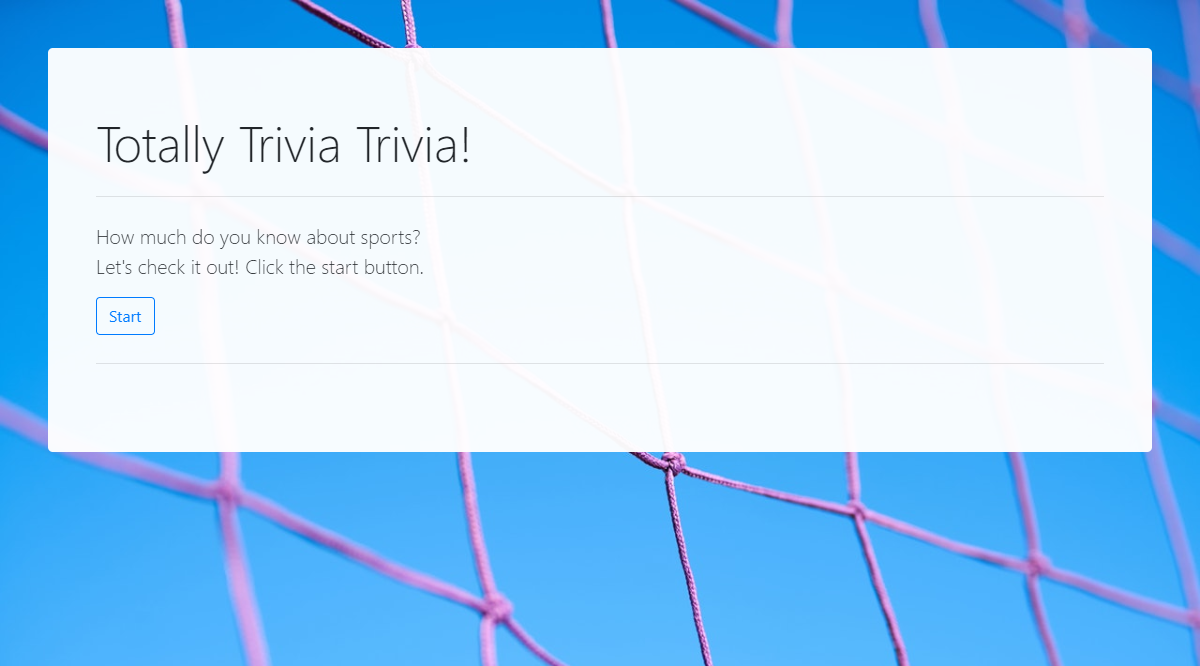 Totally Trivia Trivia!
How much do you know about sports?
Let's check it out! Click the start button.
Start